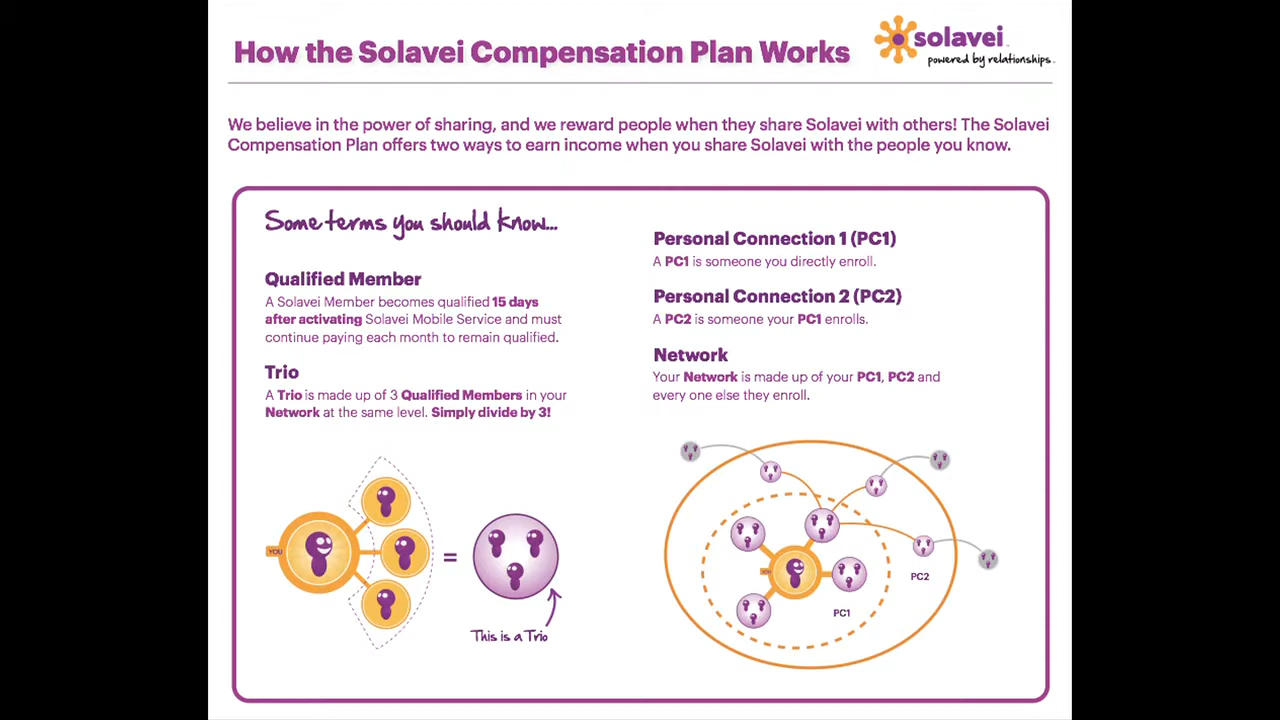 How the Solavei Compensation Plan Works
solavei
powered by relationships
We believe in the power of sharing, and we reward people when they share Solavei with others! The Solavei
Compensation Plan offers two ways to earn income when you share Solavei with the people you know.
Some terms you should know...
Qualified Member
A Solavei Member becomes qualified 15 days
after activating Solavei Mobile Service and must
continue paying each month to remain qualified.
Trio
A Trio is made up of 3 Qualified Members in your
Network at the same level. Simply divide by 3!
YOU
=
This is a Trio
Personal Connection 1 (PC1)
A PC1 is someone you directly enroll.
Personal Connection 2 (PC2)
A PC2 is someone your PC1 enrolls.
Network
Your Network is made up of your PC1, PC2 and
every one else they enroll.
YOU
PC2
PC1